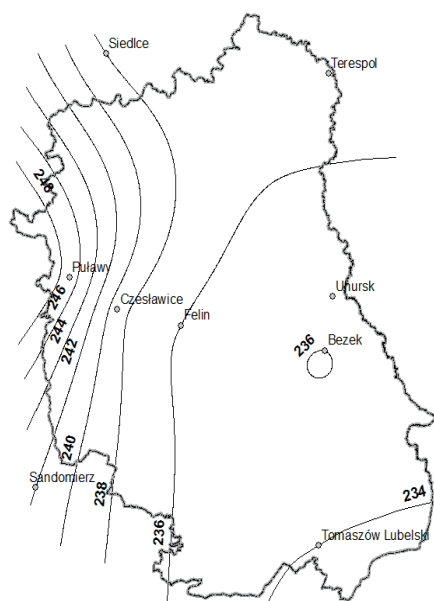 Siedlce
Terespol
248
Puławy
246
Uhursk
Czesławice
Felin
244
242
236
Bezek
240
Sandomierz
238
234
236
Tomaszów Lubelski